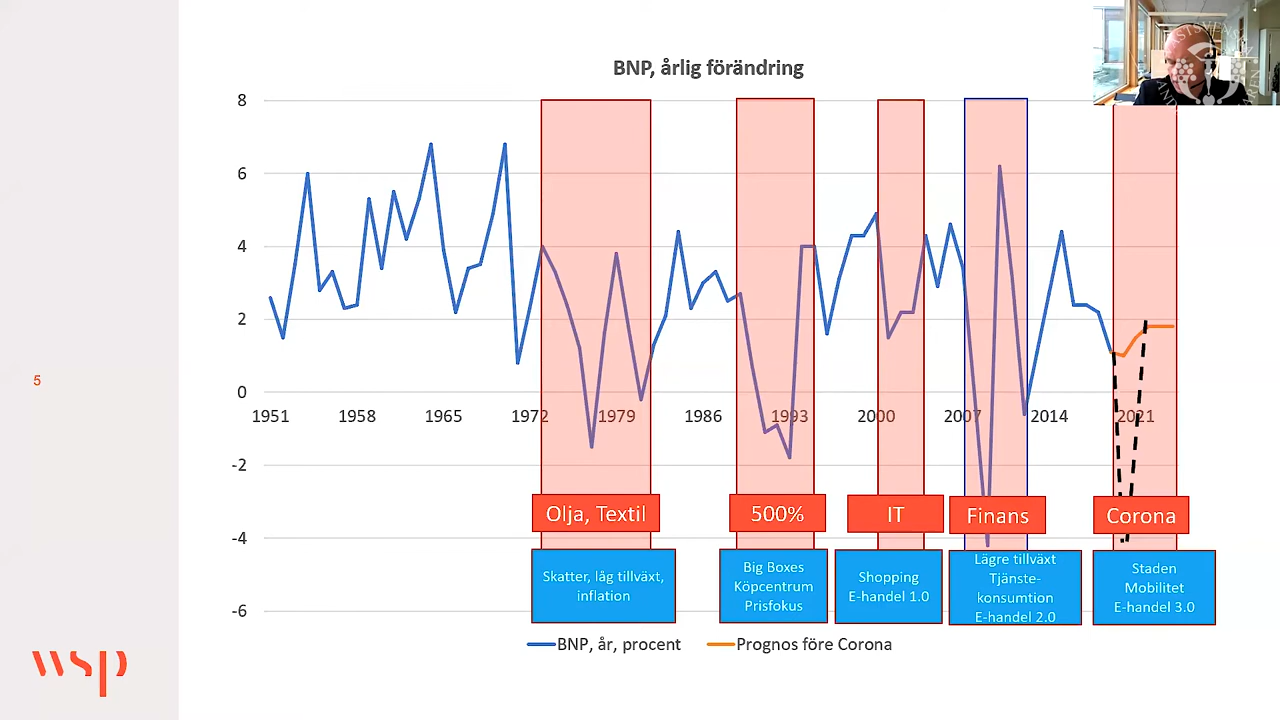 BNP, årlig förändring
8
6
4
2
0
-2
-4
-6
1951 1958 1965 1972 1979 1986 1993 2000 2007 2014 2021
Olja, Textil
500%
IT
Finans
Corona
Skatter, låg tillväxt,
inflation
Big Boxes
Köpcentrum
Prisfokus
Shopping
E-handel 1.0
Lägre tillväxt
Tjänste-
konsumtion
E-handel 2.0
Staden
Mobilitet
E-handel 3.0
BNP, år, procent Prognos före Corona
5
wsp